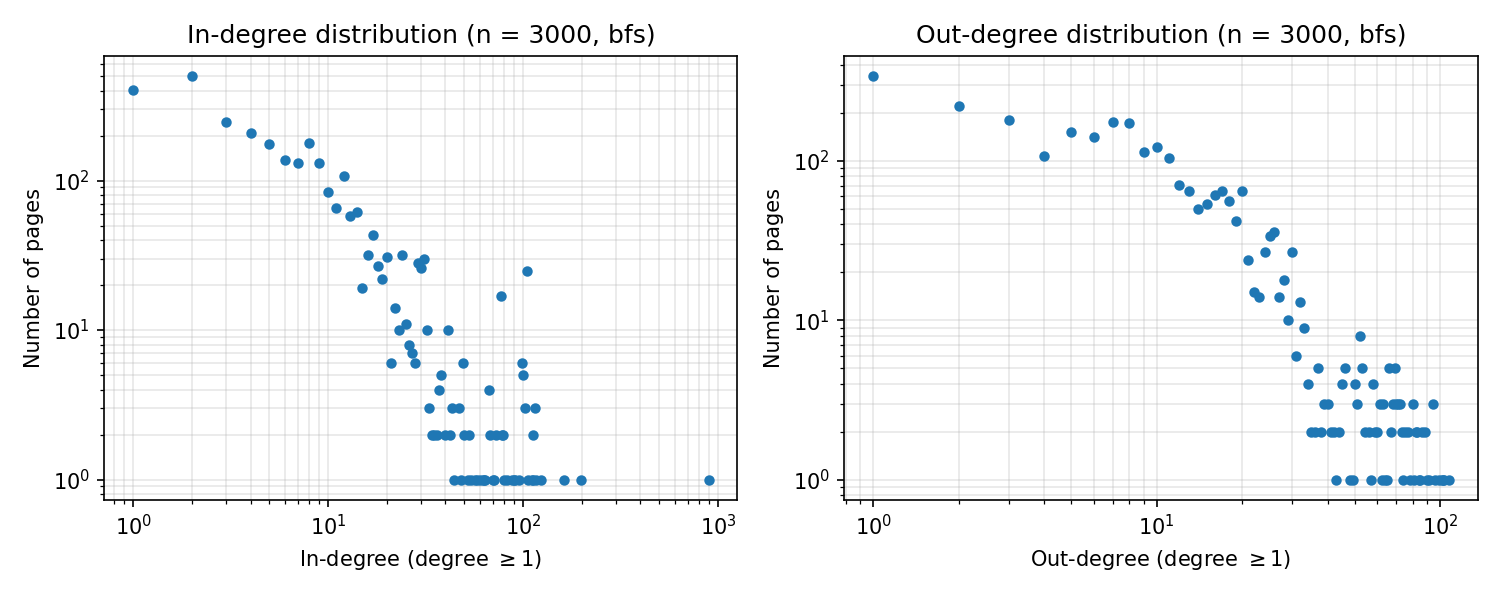 In-degree distribution (n = 3000, bfs)
Number of pages
10² 
10¹
10⁰
10⁰ 10¹ 10² 10³
In-degree (degree ≥ 1)
Out-degree distribution (n = 3000, bfs)
Number of pages
10²
10¹
10⁰
10⁰ 10¹ 10²
Out-degree (degree ≥ 1)